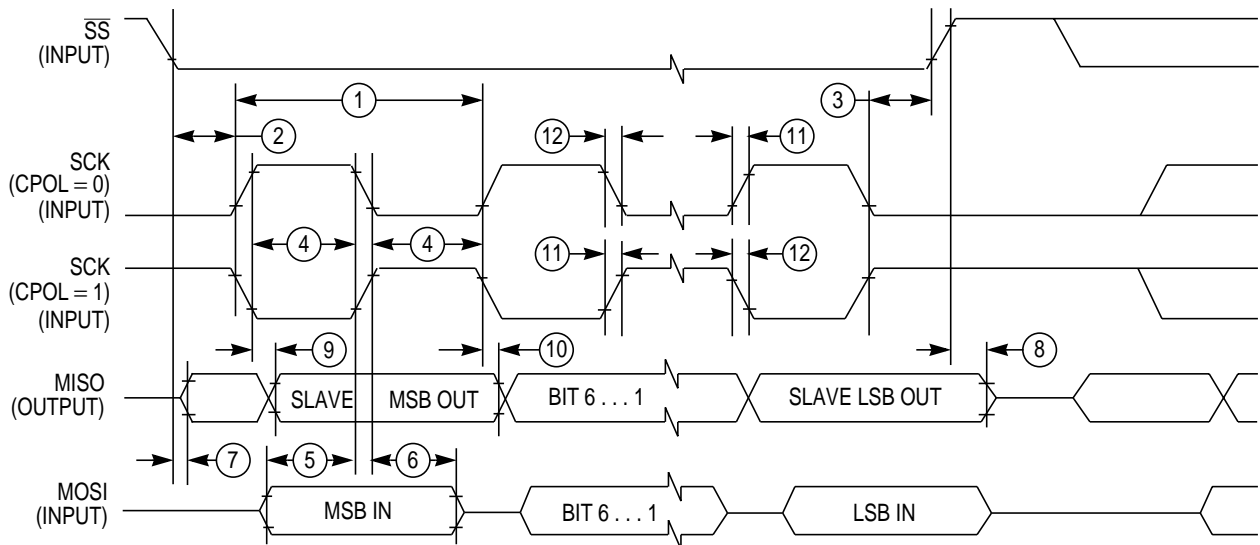 SS
(INPUT)
1
3
2
12
11
SCK
(CPOL = 0)
(INPUT)
4
4
11
12
SCK
(CPOL = 1)
(INPUT)
9
10
8
MISO
(OUTPUT)
SLAVE
MSB OUT
BIT 6 . . . 1
SLAVE LSB OUT
7
5
6
MOSI
(INPUT)
MSB IN
BIT 6 . . . 1
LSB IN